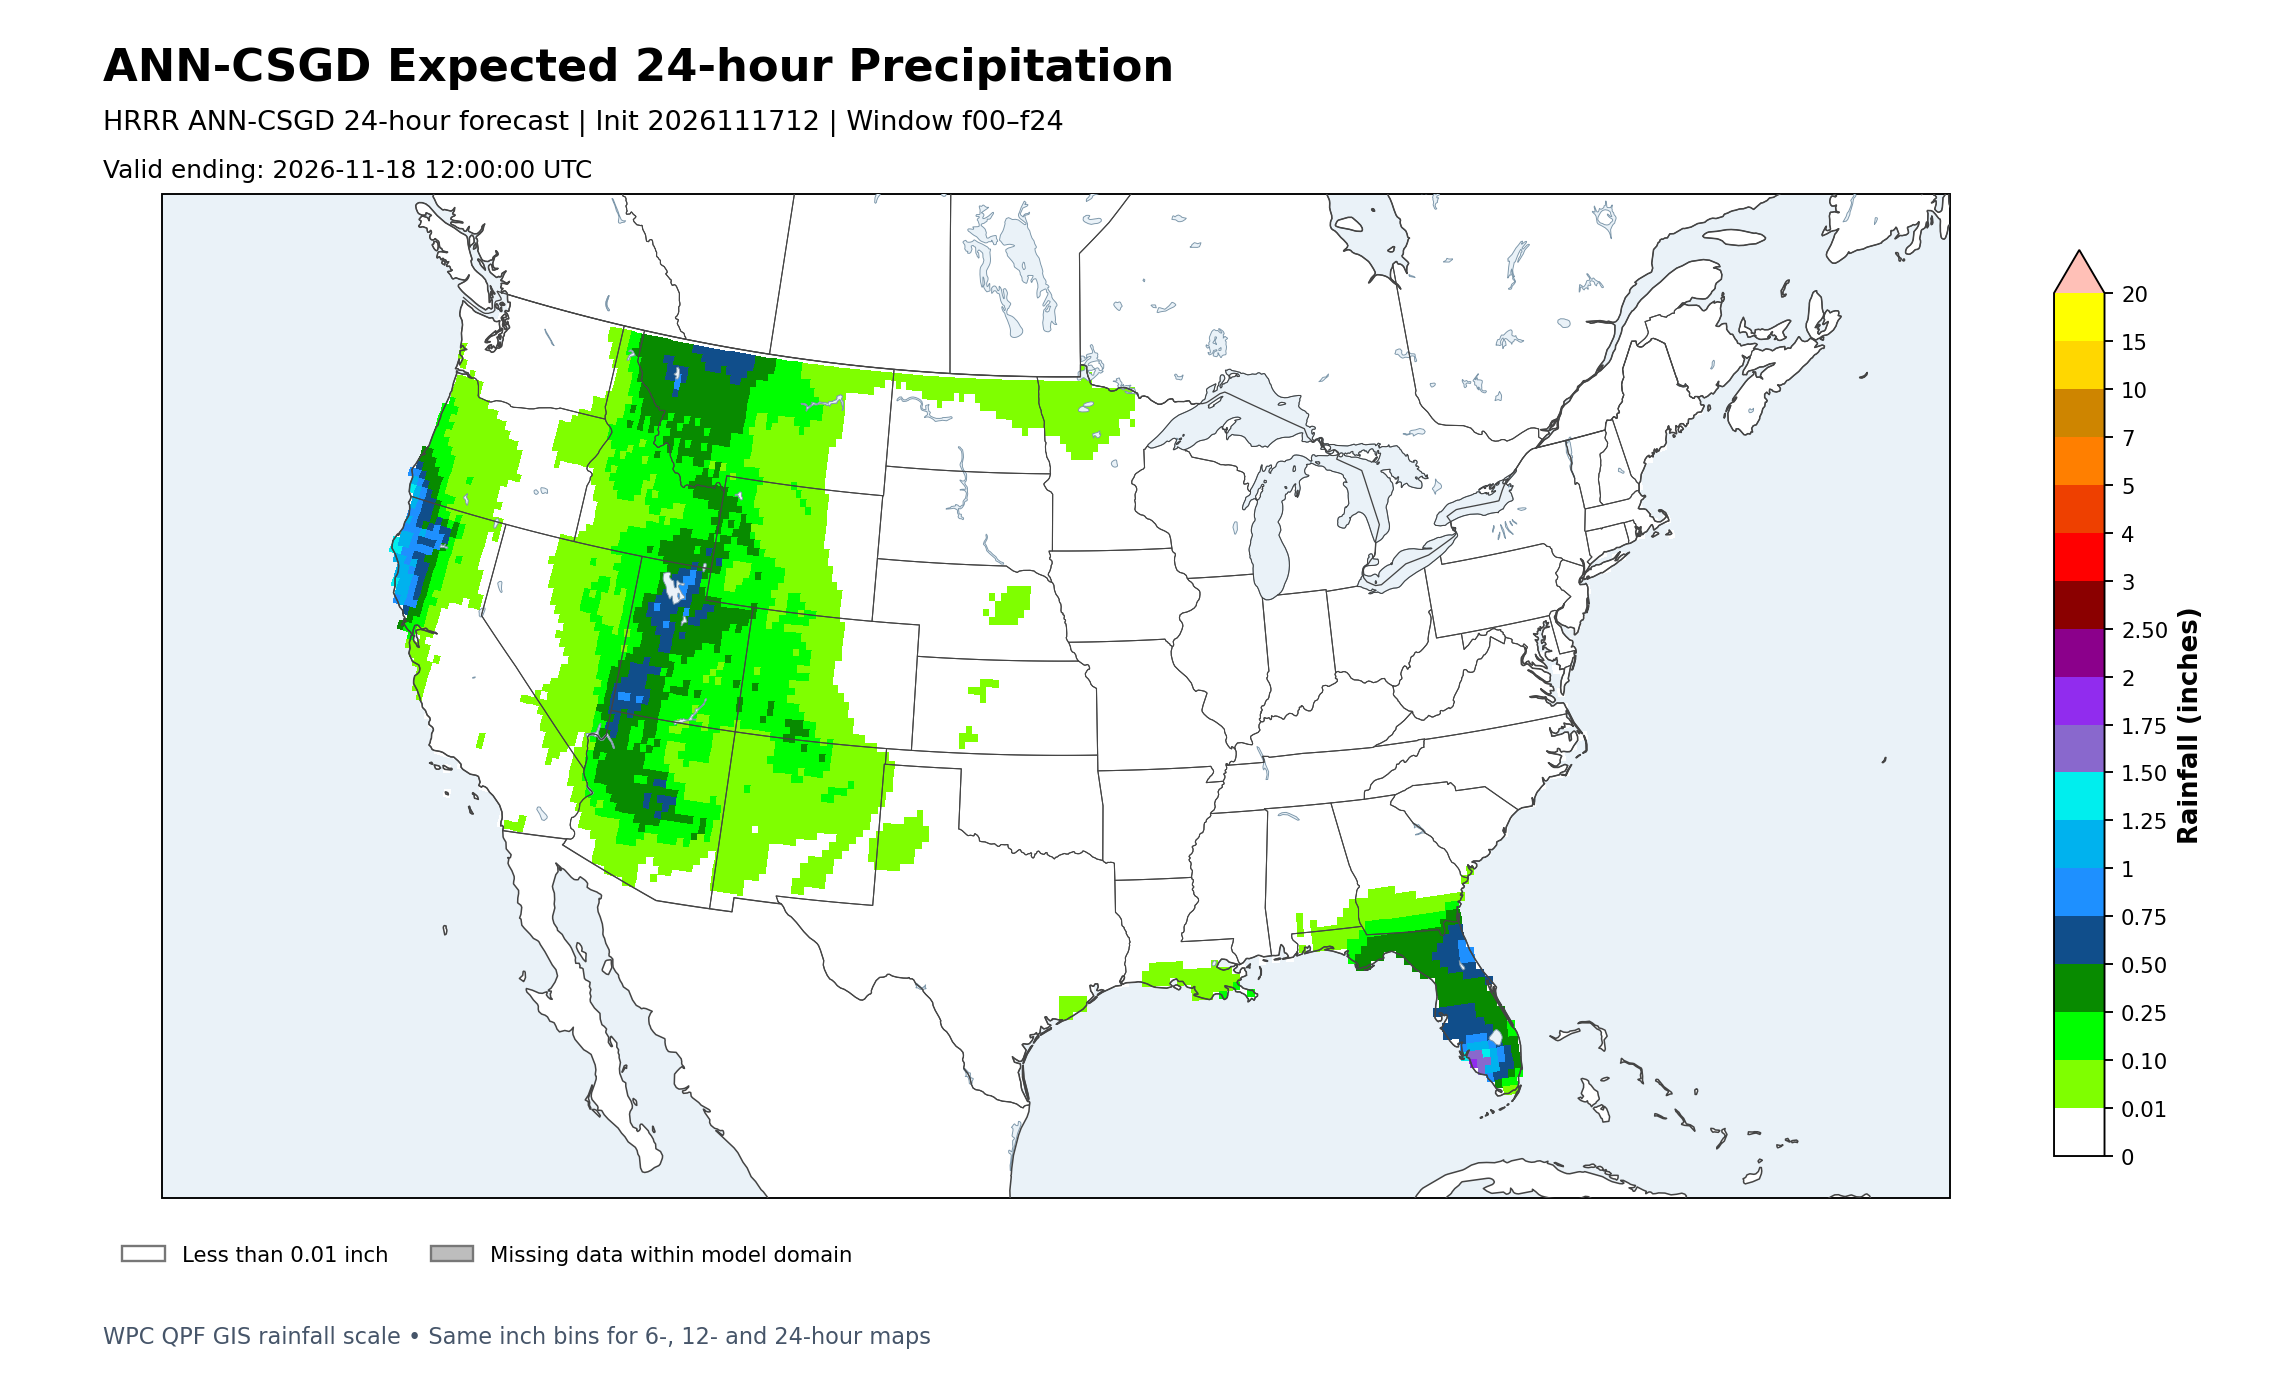 ANN-CSGD Expected 24-hour Precipitation
HRRR ANN-CSGD 24-hour forecast | Init 2026111712 | Window f00–f24
Valid ending: 2026-11-18 12:00:00 UTC
20
15
10
7
5
4
3
2.50
2
1.75
1.50
1.25
1
0.75
0.50
0.25
0.10
0.01
0
Rainfall (inches)
Less than 0.01 inch
Missing data within model domain
WPC QPF GIS rainfall scale • Same inch bins for 6-, 12- and 24-hour maps